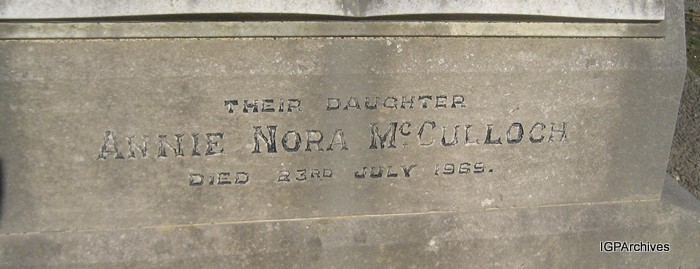 THEIR DAUGHTER
ANNIE NORA McCULLOCH
DIED 23RD JULY 1969.
IGPArchives